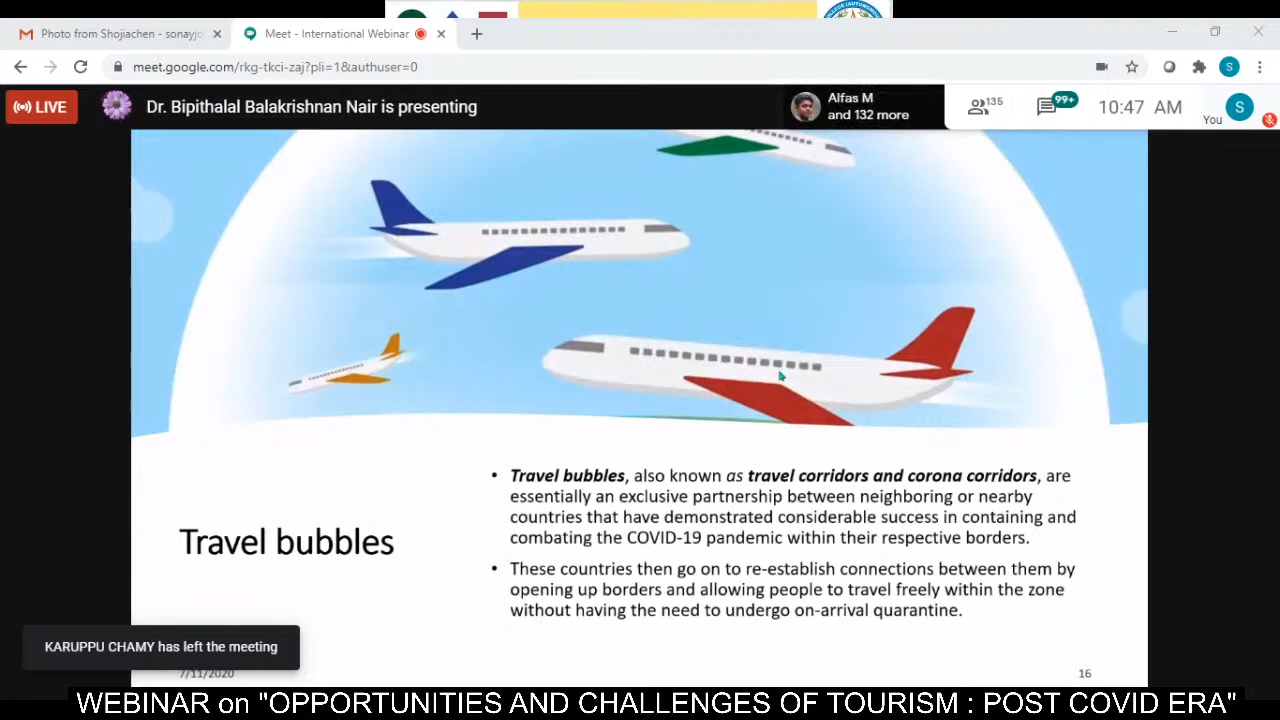 Photo from Shojiachen - sonayjo
Meet - International Webinar
meet.google.com/rkg-tkci-zaj?pli=1&authuser=0
S
LIVE
Dr. Bipithalal Balakrishnan Nair is presenting
Alfas M
and 132 more
135
99+
10:47 AM
You
S
Travel bubbles
• Travel bubbles, also known as travel corridors and corona corridors, are
essentially an exclusive partnership between neighboring or nearby
countries that have demonstrated considerable success in containing and
combating the COVID-19 pandemic within their respective borders.
• These countries then go on to re-establish connections between them by
opening up borders and allowing people to travel freely within the zone
without having the need to undergo on-arrival quarantine.
KARUPPU CHAMY has left the meeting
7/11/2020
16
WEBINAR on "OPPORTUNITIES AND CHALLENGES OF TOURISM : POST COVID ERA"